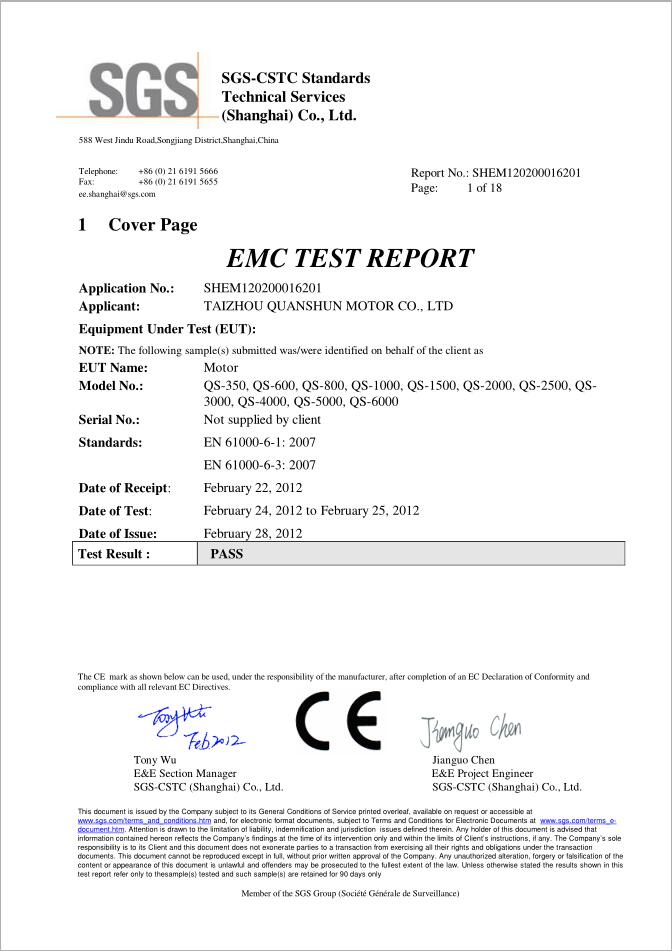 SGS
SGS-CSTC Standards
Technical Services
(Shanghai) Co., Ltd.
588 West Jindu Road,Songjiang District,Shanghai,China
Telephone: +86 (0) 21 6191 5666
Fax: +86 (0) 21 6191 5655
ee.shanghai@sgs.com
Report No.: SHEM120200016201
Page: 1 of 18
1 Cover Page
EMC TEST REPORT
Application No.: SHEM120200016201
Applicant: TAIZHOU QUANSHUN MOTOR CO., LTD
Equipment Under Test (EUT):
NOTE: The following sample(s) submitted was/were identified on behalf of the client as
EUT Name: Motor
Model No.: QS-350, QS-600, QS-800, QS-1000, QS-1500, QS-2000, QS-2500, QS-
3000, QS-4000, QS-5000, QS-6000
Serial No.: Not supplied by client
Standards: EN 61000-6-1: 2007
EN 61000-6-3: 2007
Date of Receipt: February 22, 2012
Date of Test: February 24, 2012 to February 25, 2012
Date of Issue: February 28, 2012
Test Result : PASS
The CE mark as shown below can be used, under the responsibility of the manufacturer, after completion of an EC Declaration of Conformity and
compliance with all relevant EC Directives.
Tony Wu
Feb 2012
CE
Jianguo Chen
Tony Wu
E&E Section Manager
SGS-CSTC (Shanghai) Co., Ltd.
Jianguo Chen
E&E Project Engineer
SGS-CSTC (Shanghai) Co., Ltd.
This document is issued by the Company subject to its General Conditions of Service printed overleaf, available on request or accessible at
www.sgs.com/terms_and_conditions.htm and, for electronic format documents, subject to Terms and Conditions for Electronic Documents at www.sgs.com/terms_e-
document.htm. Attention is drawn to the limitation of liability, indemnification and jurisdiction issues defined therein. Any holder of this document is advised that
information contained hereon reflects the Company's findings at the time of its intervention only and within the limits of Client's instructions, if any. The Company's sole
responsibility is to its Client and this document does not exonerate parties to a transaction from exercising all their rights and obligations under the transaction
documents. This document cannot be reproduced except in full, without prior written approval of the Company. Any unauthorized alteration, forgery or falsification of the
content or appearance of this document is unlawful and offenders may be prosecuted to the fullest extent of the law. Unless otherwise stated the results shown in this
test report refer only to thesample(s) tested and such sample(s) are retained for 90 days only
Member of the SGS Group (Société Générale de Surveillance)